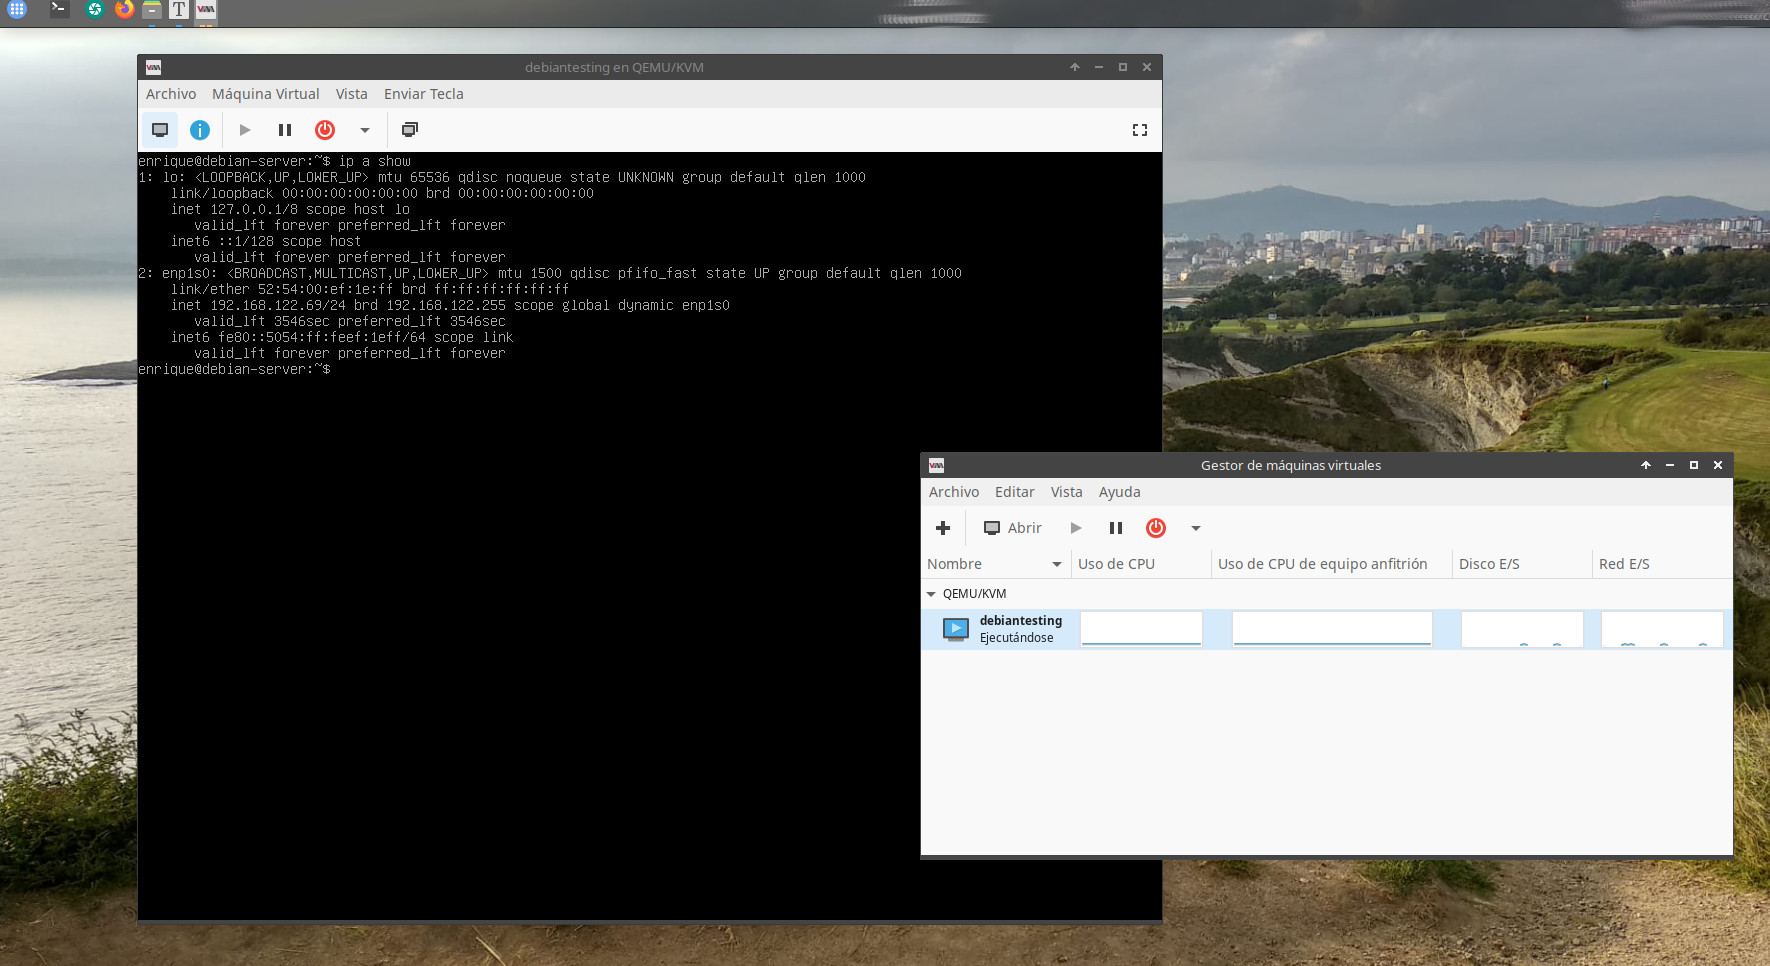 T
debiantesting en QEMU/KVM
Archivo Máquina Virtual Vista Enviar Tecla
enrique@debian-server:~$ ip a show
1: lo: <LOOPBACK,UP,LOWER_UP> mtu 65536 qdisc noqueue state UNKNOWN group default qlen 1000
link/loopback 00:00:00:00:00:00 brd 00:00:00:00:00:00
inet 127.0.0.1/8 scope host lo
valid_lft forever preferred_lft forever
inet6 ::1/128 scope host
valid_lft forever preferred_lft forever
2: enp1s0: <BROADCAST,MULTICAST,UP,LOWER_UP> mtu 1500 qdisc pfifo_fast state UP group default qlen 1000
link/ether 52:54:00:ef:1e:ff brd ff:ff:ff:ff:ff:ff
inet 192.168.122.69/24 brd 192.168.122.255 scope global dynamic enp1s0
valid_lft 3546sec preferred_lft 3546sec
inet6 fe80::5054:ff:feef:1eff/64 scope link
valid_lft forever preferred_lft forever
enrique@debian-server:~$
Gestor de máquinas virtuales
Archivo Editar Vista Ayuda
Abrir
Nombre Uso de CPU Uso de CPU de equipo anfitrión Disco E/S Red E/S
QEMU/KVM
debiantesting
Ejecutándose